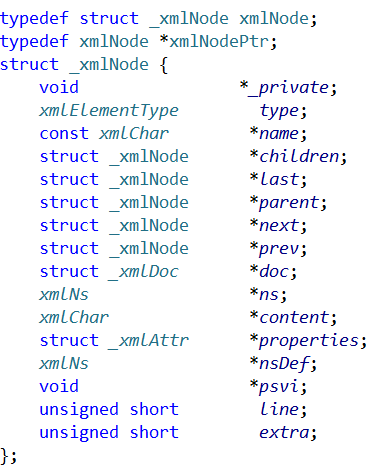 typedef struct _xmlNode xmlNode;
typedef xmlNode *xmlNodePtr;
struct _xmlNode {
    void           *_private;
    xmlElementType   type;
    const xmlChar   *name;
    struct _xmlNode *children;
    struct _xmlNode *last;
    struct _xmlNode *parent;
    struct _xmlNode *next;
    struct _xmlNode *prev;
    struct _xmlDoc  *doc;
    xmlNs           *ns;
    xmlChar         *content;
    struct _xmlAttr *properties;
    xmlNs           *nsDef;
    void            *psvi;
    unsigned short   line;
    unsigned short   extra;
};